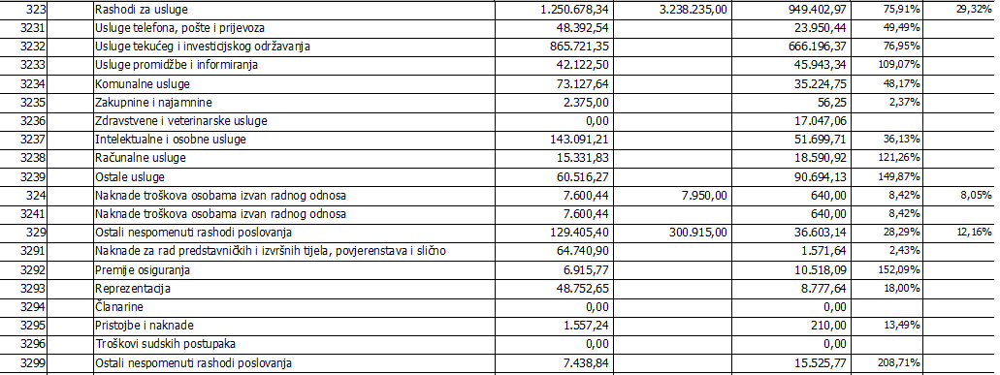 323 Rashodi za usluge 1.250.678,34 3.238.235,00 949.402,97 75,91% 29,32%
3231 Usluge telefona, pošte i prijevoza 48.392,54 23.950,44 49,49%
3232 Usluge tekućeg i investicijskog održavanja 865.721,35 666.196,37 76,95%
3233 Usluge promidžbe i informiranja 42.122,50 45.943,34 109,07%
3234 Komunalne usluge 73.127,64 35.224,75 48,17%
3235 Zakupnine i najamnine 2.375,00 56,25 2,37%
3236 Zdravstvene i veterinarske usluge 0,00 17.047,06
3237 Intelektualne i osobne usluge 143.091,21 51.699,71 36,13%
3238 Računalne usluge 15.331,83 18.590,92 121,26%
3239 Ostale usluge 60.516,27 90.694,13 149,87%
324 Naknade troškova osobama izvan radnog odnosa 7.600,44 7.950,00 640,00 8,42% 8,05%
3241 Naknade troškova osobama izvan radnog odnosa 7.600,44 640,00 8,42%
329 Ostali nespomenuti rashodi poslovanja 129.405,40 300.915,00 36.603,14 28,29% 12,16%
3291 Naknade za rad predstavničkih i izvršnih tijela, povjerenstava i slično 64.740,90 1.571,64 2,43%
3292 Premije osiguranja 6.915,77 10.518,09 152,09%
3293 Reprezentacija 48.752,65 8.777,64 18,00%
3294 Članarine 0,00 0,00
3295 Pristojbe i naknade 1.557,24 210,00 13,49%
3296 Troškovi sudskih postupaka 0,00 0,00
3299 Ostali nespomenuti rashodi poslovanja 7.438,84 15.525,77 208,71%